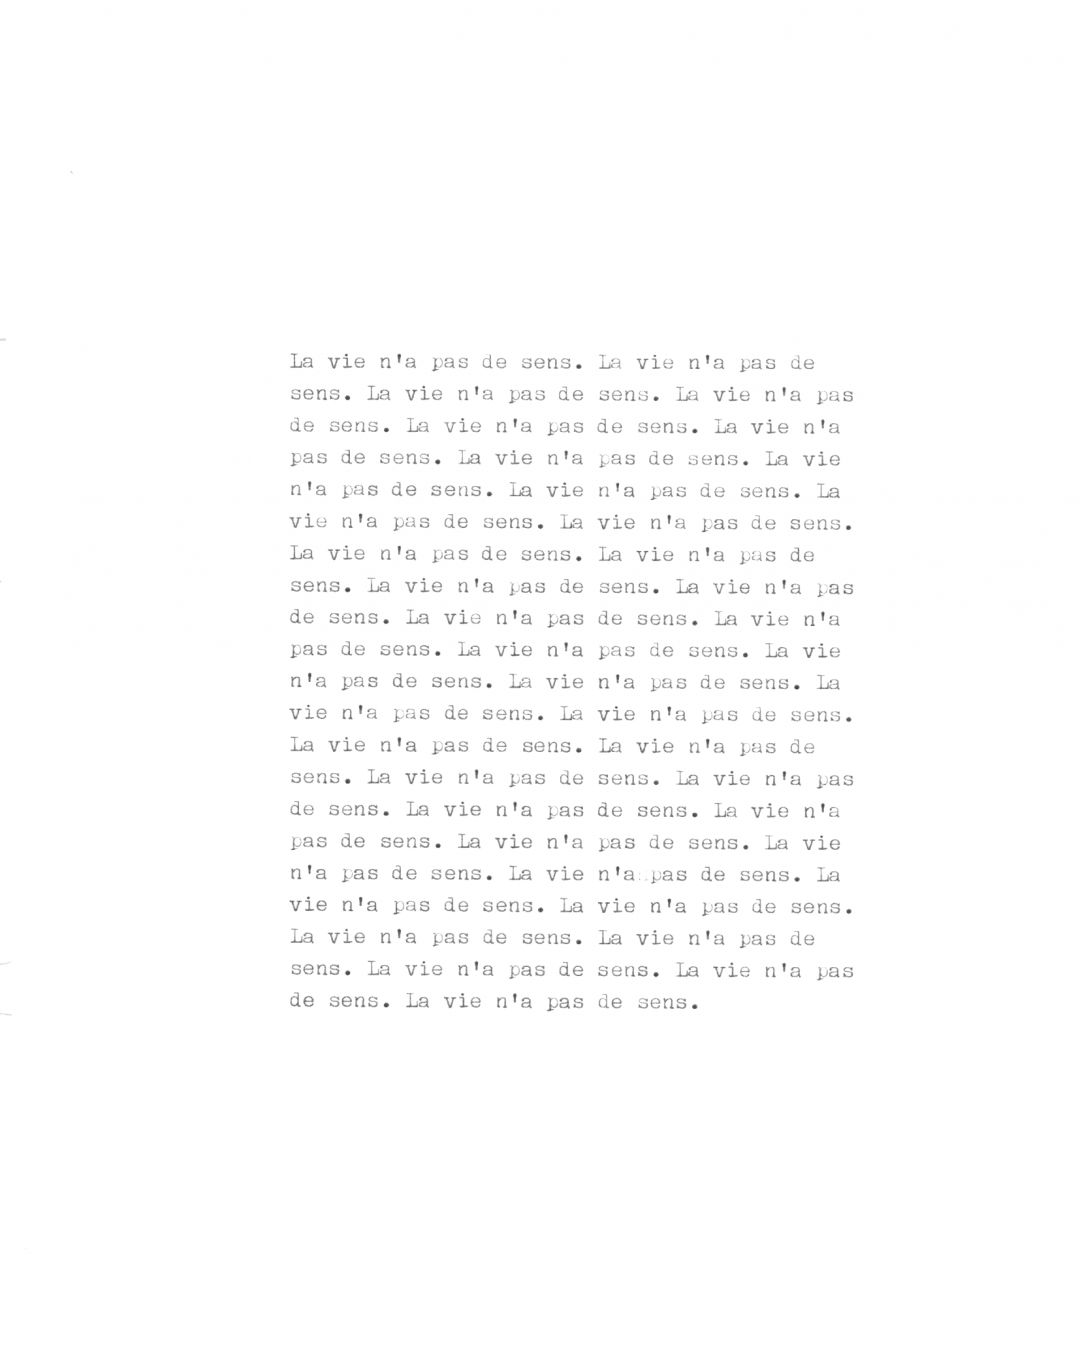 La vie n'a pas de sens. La vie n'a pas de
sens. La vie n'a pas de sens. La vie n'a pas
de sens. La vie n'a pas de sens. La vie n'a
pas de sens. La vie n'a pas de sens. La vie
n'a pas de sens. La vie n'a pas de sens. La
vie n'a pas de sens. La vie n'a pas de sens.
La vie n'a pas de sens. La vie n'a pas de
sens. La vie n'a pas de sens. La vie n'a pas
de sens. La vie n'a pas de sens. La vie n'a
pas de sens. La vie n'a pas de sens. La vie
n'a pas de sens. La vie n'a pas de sens. La
vie n'a pas de sens. La vie n'a pas de sens.
La vie n'a pas de sens. La vie n'a pas de
sens. La vie n'a pas de sens. La vie n'a pas
de sens. La vie n'a pas de sens. La vie n'a
pas de sens. La vie n'a pas de sens. La vie
n'a pas de sens. La vie n'a pas de sens. La
vie n'a pas de sens. La vie n'a pas de sens.
La vie n'a pas de sens. La vie n'a pas de
sens. La vie n'a pas de sens. La vie n'a pas
de sens. La vie n'a pas de sens.